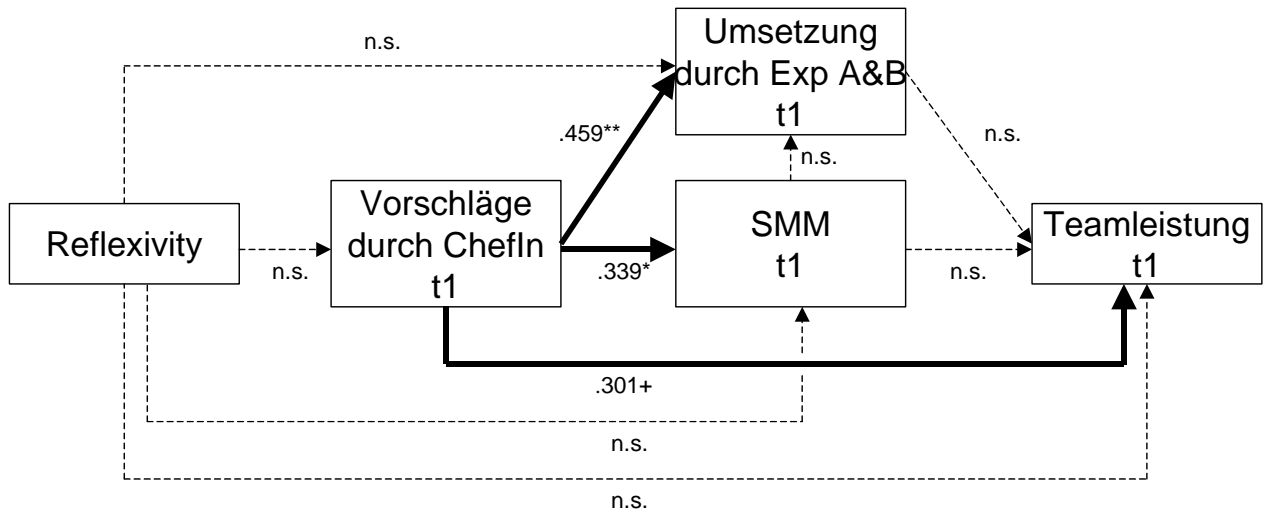 Umsetzung
durch Exp A&B
t1
n.s.
.459**
n.s.
n.s.
Reflexivity
n.s.
Vorschläge
durch ChefIn
t1
.339*
SMM
t1
n.s.
Teamleistung
t1
.301+
n.s.
n.s.